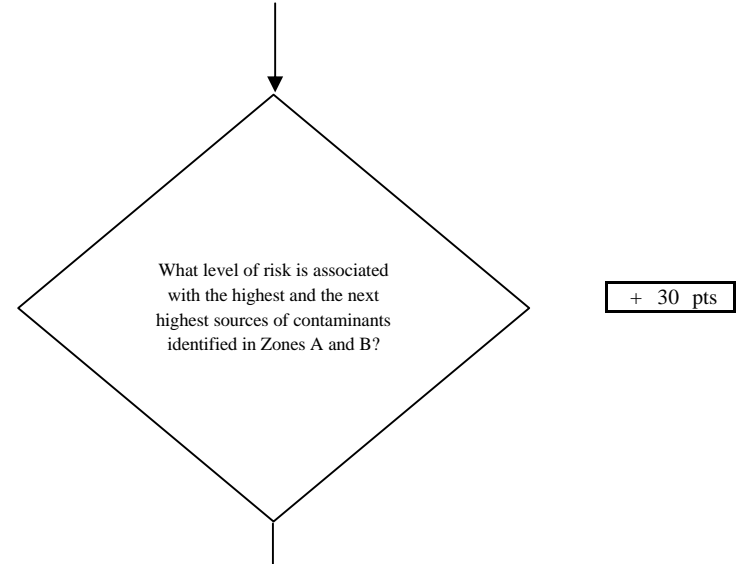 What level of risk is associated
with the highest and the next
highest sources of contaminants
identified in Zones A and B?
+ 30 pts